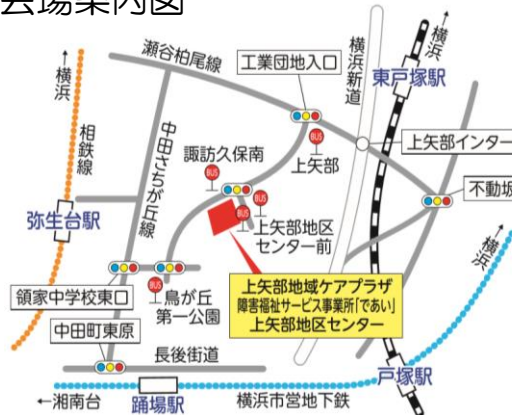 会場案内図
瀬谷柏尾線
工業団地入口
横浜新道
←横浜
東戸塚駅
←横浜
相鉄線
中田さちが丘線
諏訪久保南
BUS
BUS
上矢部
上矢部インター
不動坂
BUS
BUS
上矢部地区
センター前
弥生台駅
横浜→
領家中学校東口
BUS
鳥が丘
第一公園
上矢部地域ケアプラザ
障害福祉サービス事業所「であい」
上矢部地区センター
中田町東原
長後街道
戸塚駅
←湘南台
踊場駅
横浜市営地下鉄